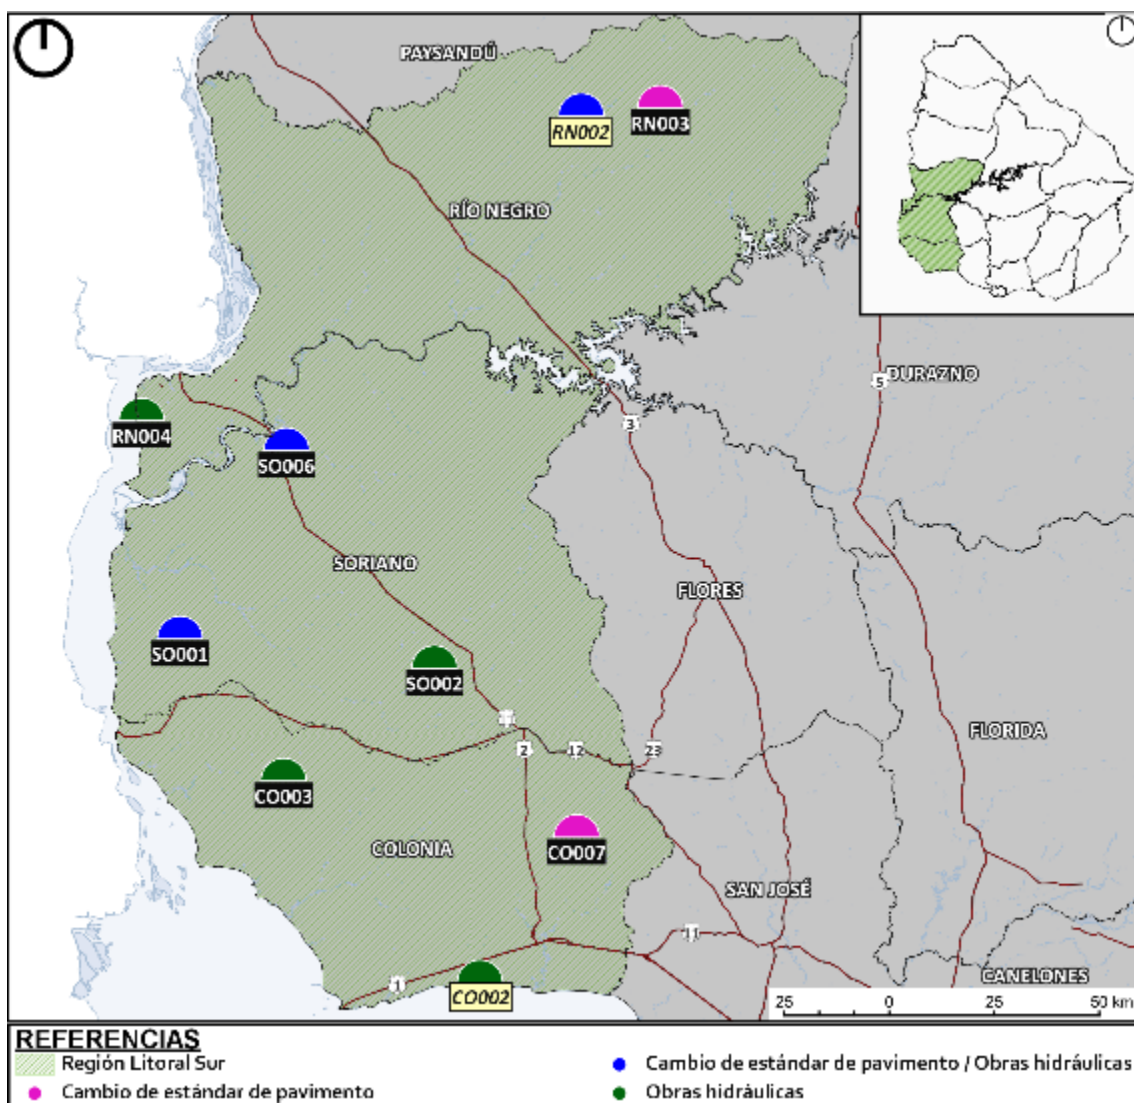 PAYSANDÚ
RN002
RN003
RÍO NEGRO
DURAZNO
5
3
RN004
SO006
SORIANO
FLORES
SO001
SO002
FLORIDA
2
12
23
CO003
COLONIA
CO007
SAN JOSÉ
11
1
CO002
CANELONES
25 0 25 50 km
REFERENCIAS
Región Litoral Sur
Cambio de estándar de pavimento / Obras hidráulicas
Cambio de estándar de pavimento
Obras hidráulicas